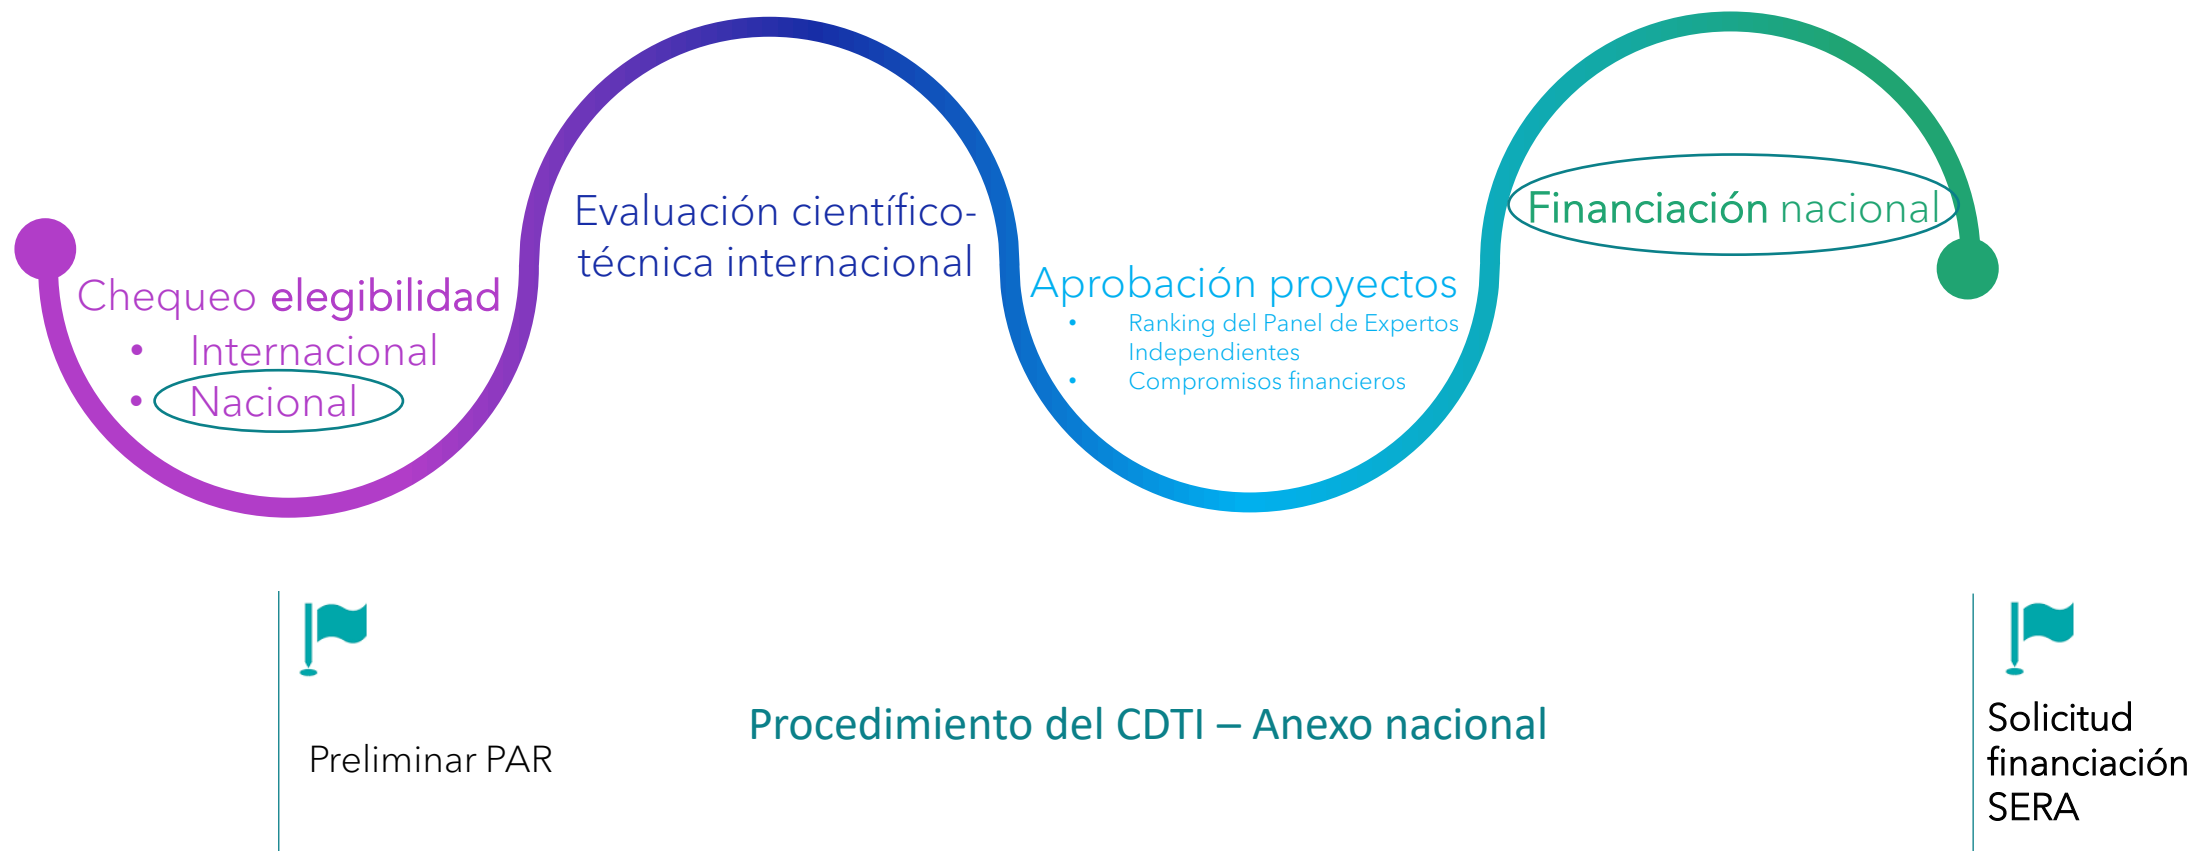 Chequeo elegibilidad
• Internacional
• Nacional
Evaluación científico-
técnica internacional
Aprobación proyectos
• Ranking del Panel de Expertos
Independientes
• Compromisos financieros
Financiación nacional
Preliminar PAR
Procedimiento del CDTI – Anexo nacional
Solicitud
financiación
SERA